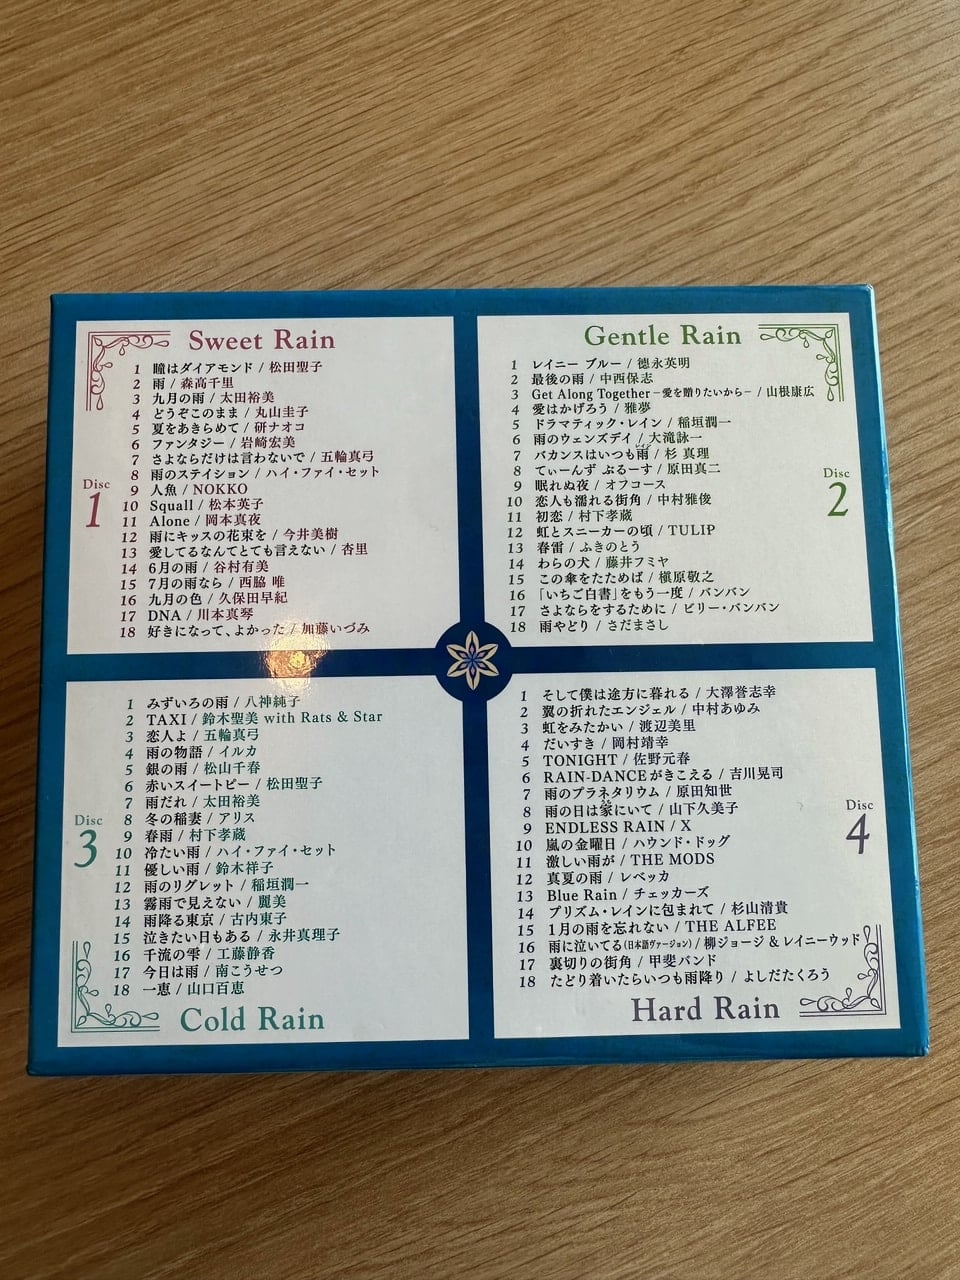 Sweet Rain
Disc
1
1 瞳はダイアモンド / 松田聖子
2 雨 / 森高千里
3 九月の雨 / 太田裕美
4 どうぞこのまま / 丸山圭子
5 夏をあきらめて / 研ナオコ
6 ファンタジー / 岩崎宏美
7 さよならだけは言わないで / 五輪真弓
8 雨のステイション / ハイ・ファイ・セット
9 人魚 / NOKKO
10 Squall / 松本英子
11 Alone / 岡本真夜
12 雨にキッスの花束を / 今井美樹
13 愛してるなんてとても言えない / 杏里
14 6月の雨 / 谷村有美
15 7月の雨なら / 西脇 唯
16 九月の色 / 久保田早紀
17 DNA / 川本真琴
18 好きになって、よかった / 加藤いづみ
Gentle Rain
Disc
2
1 レイニー ブルー / 徳永英明
2 最後の雨 / 中西保志
3 Get Along Together −愛を贈りたいから− / 山根康広
4 愛はかげろう / 雅夢
5 ドラマティック・レイン / 稲垣潤一
6 雨のウェンズデイ / 大滝詠一
7 バカンスはいつも雨 / 杉 真理
8 てぃーんず ぶるーす / 原田真二
9 眠れぬ夜 / オフコース
10 恋人も濡れる街角 / 中村雅俊
11 初恋 / 村下孝蔵
12 虹とスニーカーの頃 / TULIP
13 春雷 / ふきのとう
14 わらの犬 / 藤井フミヤ
15 この傘をたためば / 槇原敬之
16 「いちご白書」をもう一度 / バンバン
17 さよならをするために / ビリー・バンバン
18 雨やどり / さだまさし
Disc
3
1 みずいろの雨 / 八神純子
2 TAXI / 鈴木聖美 with Rats & Star
3 恋人よ / 五輪真弓
4 雨の物語 / イルカ
5 銀の雨 / 松山千春
6 赤いスイートピー / 松田聖子
7 雨だれ / 太田裕美
8 冬の稲妻 / アリス
9 春雨 / 村下孝蔵
10 冷たい雨 / ハイ・ファイ・セット
11 優しい雨 / 鈴木祥子
12 雨のリグレット / 稲垣潤一
13 霧雨で見えない / 麗美
14 雨降る東京 / 古内東子
15 泣きたい日もある / 永井真理子
16 千流の雫 / 工藤静香
17 今日は雨 / 南こうせつ
18 一恵 / 山口百恵
Cold Rain
Disc
4
1 そして僕は途方に暮れる / 大澤誉志幸
2 翼の折れたエンジェル / 中村あゆみ
3 虹をみたかい / 渡辺美里
4 だいすき / 岡村靖幸
5 TONIGHT / 佐野元春
6 RAIN-DANCEがきこえる / 吉川晃司
7 雨のプラネタリウム / 原田知世
8 雨の日は家にいて / 山下久美子
9 ENDLESS RAIN / X
10 嵐の金曜日 / ハウンド・ドッグ
11 激しい雨が / THE MODS
12 真夏の雨 / レベッカ
13 Blue Rain / チェッカーズ
14 プリズム・レインに包まれて / 杉山清貴
15 1月の雨を忘れない / THE ALFEE
16 雨に泣いてる(日本語ヴァージョン) / 柳ジョージ & レイニーウッド
17 裏切りの街角 / 甲斐バンド
18 たどり着いたらいつも雨降り / よしだたくろう
Hard Rain